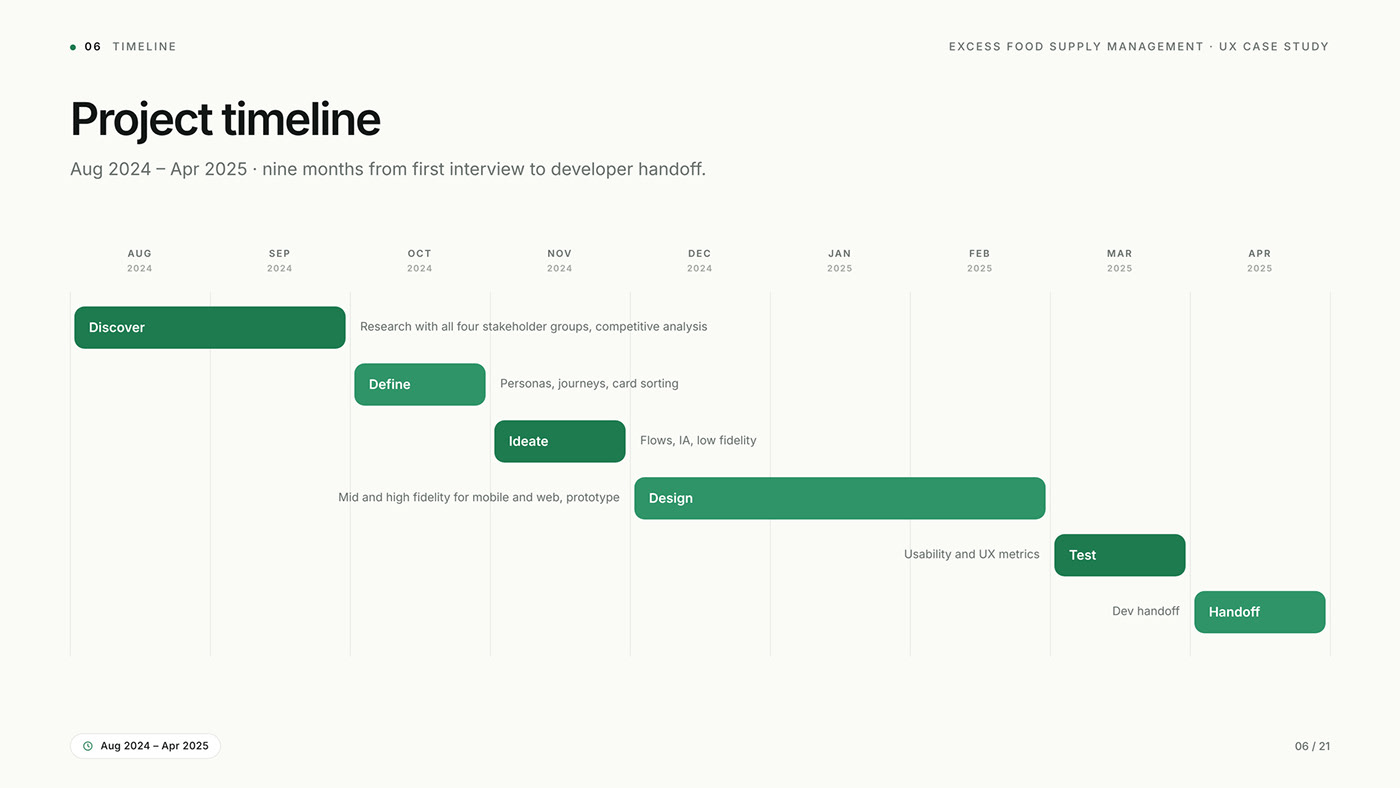 06 TIMELINE
EXCESS FOOD SUPPLY MANAGEMENT · UX CASE STUDY
Project timeline
Aug 2024 – Apr 2025 · nine months from first interview to developer handoff.
AUG SEP OCT NOV DEC JAN FEB MAR APR
2024 2024 2024 2024 2024 2025 2025 2025 2025
Discover Research with all four stakeholder groups, competitive analysis
Define Personas, journeys, card sorting
Ideate Flows, IA, low fidelity
Mid and high fidelity for mobile and web, prototype Design
Usability and UX metrics Test
Dev handoff Handoff
Aug 2024 – Apr 2025
06 / 21